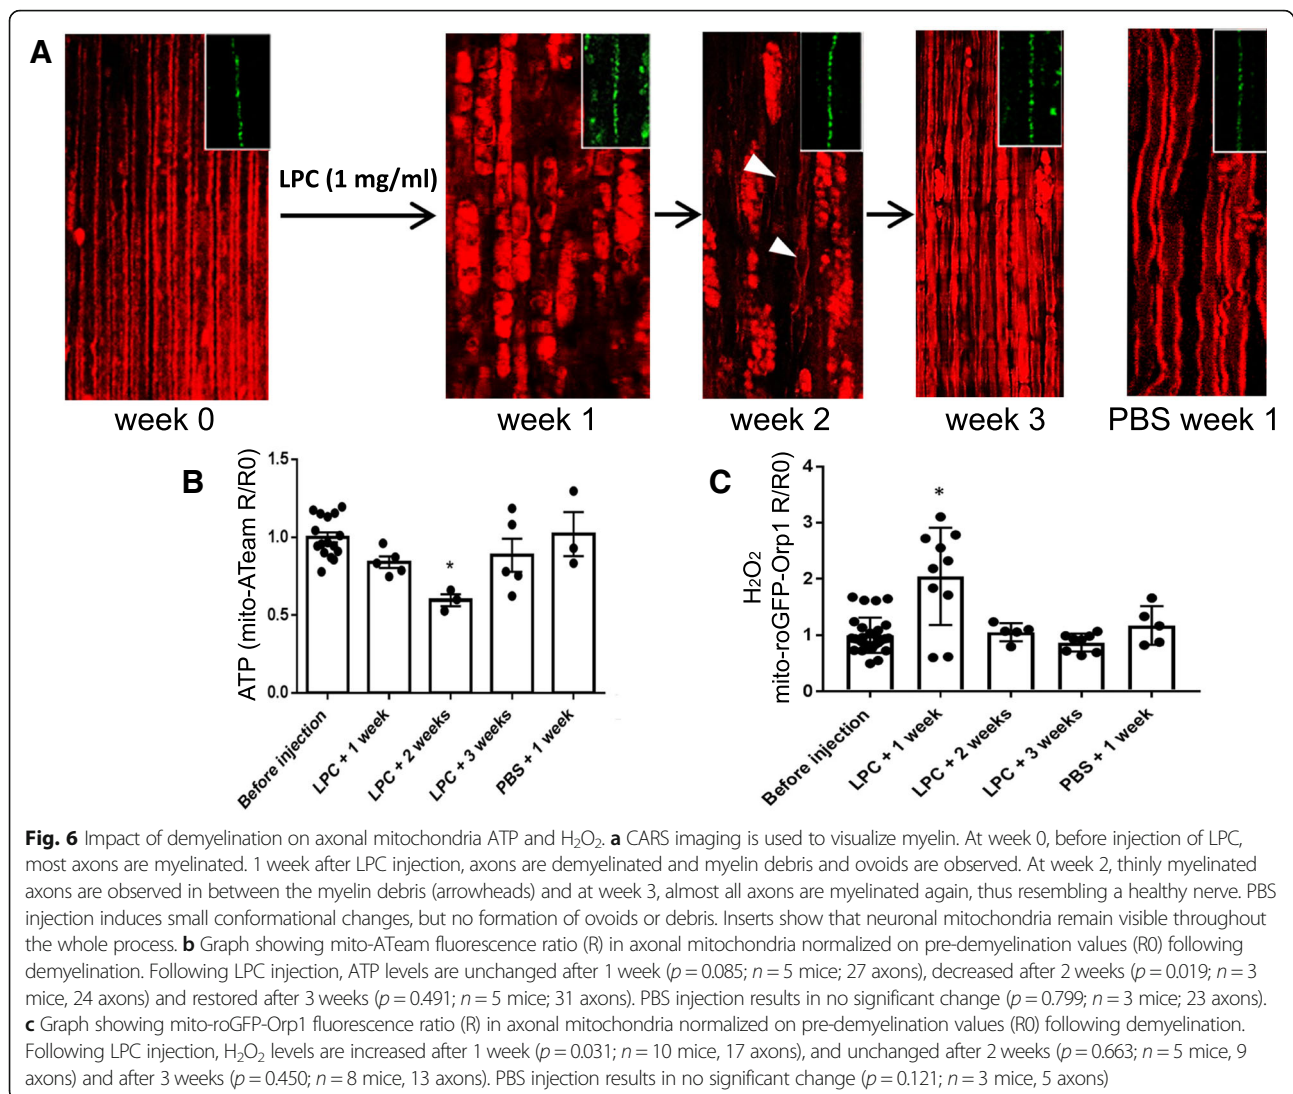 A
LPC (1 mg/ml)
week 0
week 1
week 2
week 3
PBS week 1
B
ATP (mito-ATeam R/R0)
1.5
1.0
0.5
0.0
*
Before injection
LPC + 1 week
LPC + 2 weeks
LPC + 3 weeks
PBS + 1 week
C
H2O2
mito-roGFP-Orp1 R/R0)
4
3
2
1
0
*
Before injection
LPC + 1 week
LPC + 2 weeks
LPC + 3 weeks
PBS + 1 week
Fig. 6 Impact of demyelination on axonal mitochondria ATP and H2O2. a CARS imaging is used to visualize myelin. At week 0, before injection of LPC,
most axons are myelinated. 1 week after LPC injection, axons are demyelinated and myelin debris and ovoids are observed. At week 2, thinly myelinated
axons are observed in between the myelin debris (arrowheads) and at week 3, almost all axons are myelinated again, thus resembling a healthy nerve. PBS
injection induces small conformational changes, but no formation of ovoids or debris. Inserts show that neuronal mitochondria remain visible throughout
the whole process. b Graph showing mito-ATeam fluorescence ratio (R) in axonal mitochondria normalized on pre-demyelination values (R0) following
demyelination. Following LPC injection, ATP levels are unchanged after 1 week (p = 0.085; n = 5 mice; 27 axons), decreased after 2 weeks (p = 0.019; n = 3
mice, 24 axons) and restored after 3 weeks (p = 0.491; n = 5 mice; 31 axons). PBS injection results in no significant change (p = 0.799; n = 3 mice; 23 axons).
c Graph showing mito-roGFP-Orp1 fluorescence ratio (R) in axonal mitochondria normalized on pre-demyelination values (R0) following demyelination.
Following LPC injection, H2O2 levels are increased after 1 week (p = 0.031; n = 10 mice, 17 axons), and unchanged after 2 weeks (p = 0.663; n = 5 mice, 9
axons) and after 3 weeks (p = 0.450; n = 8 mice, 13 axons). PBS injection results in no significant change (p = 0.121; n = 3 mice, 5 axons)